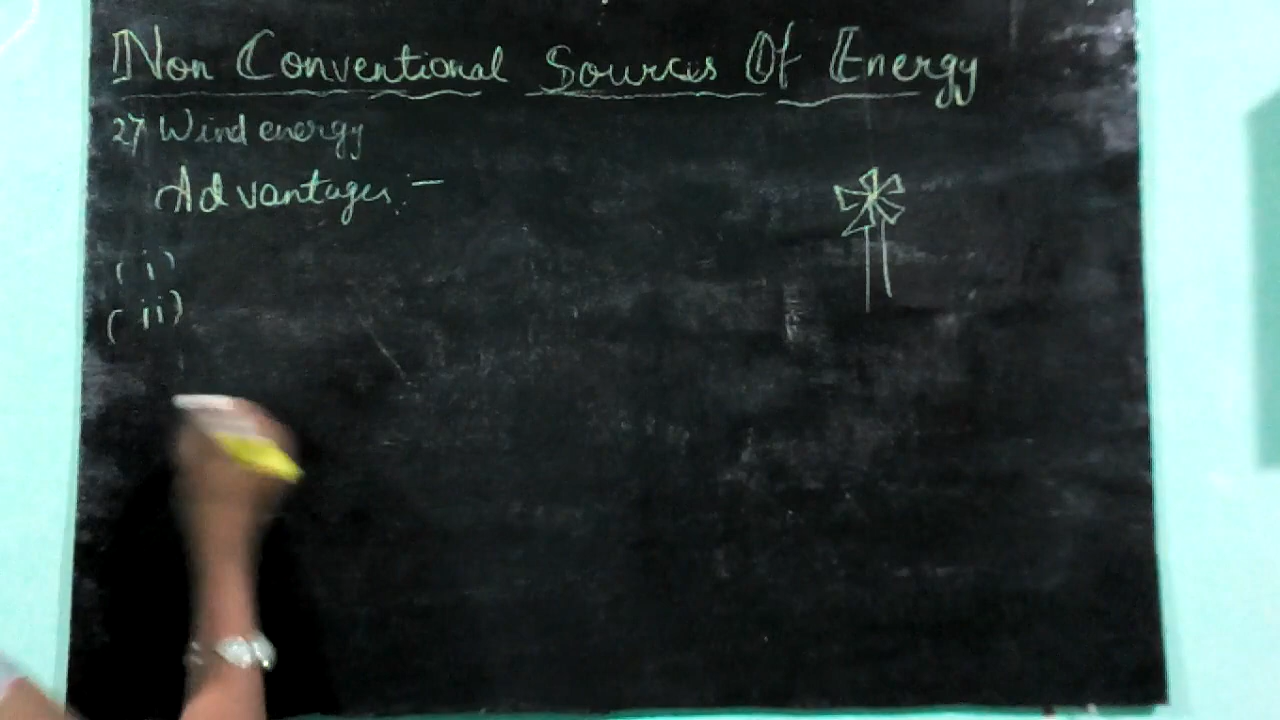 Non Conventional Sources Of Energy
27 Wind energy
Advantages :-
(i)
(ii)